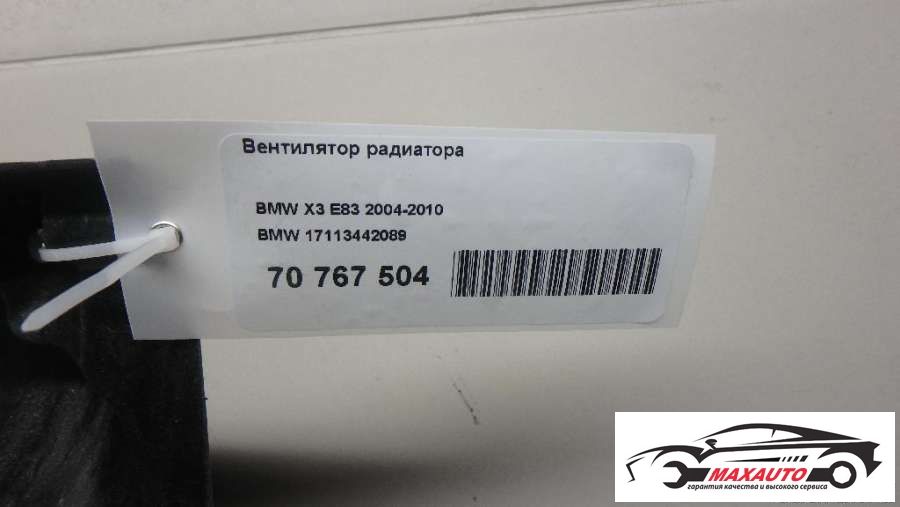 Вентилятор радиатора
BMW X3 E83 2004-2010
BMW 17113442089
70 767 504
MAXAUTO
гарантия качества и высокого сервиса